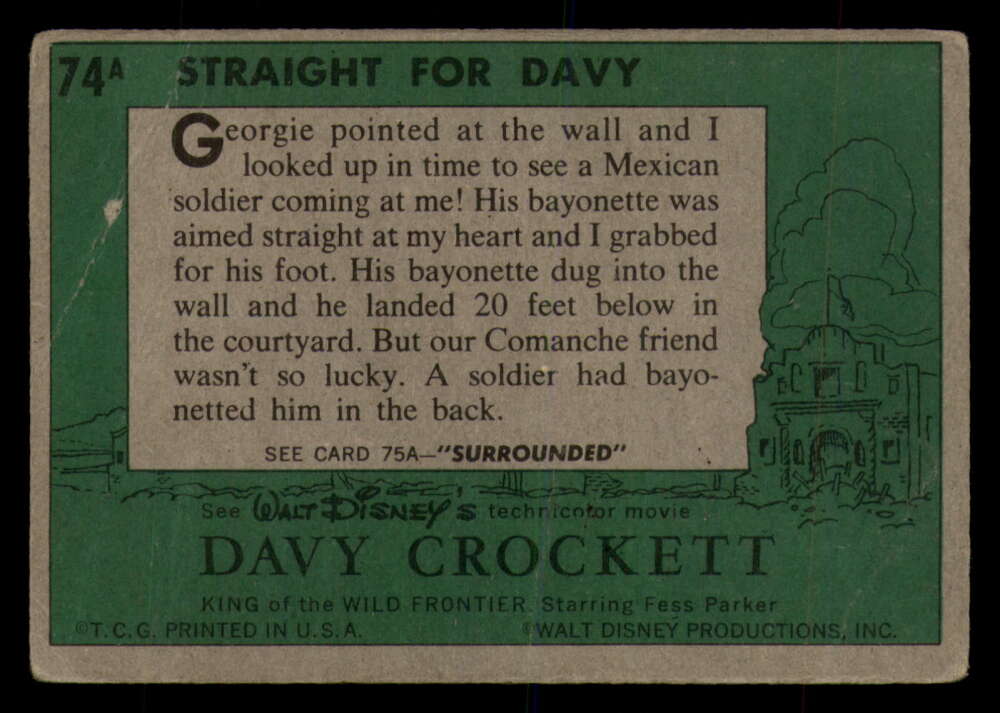 74A STRAIGHT FOR DAVY
Georgie pointed at the wall and I
looked up in time to see a Mexican
soldier coming at me! His bayonette was
aimed straight at my heart and I grabbed
for his foot. His bayonette dug into the
wall and he landed 20 feet below in
the courtyard. But our Comanche friend
wasn't so lucky. A soldier had bayo-
netted him in the back.
SEE CARD 75A—"SURROUNDED"
See WALT DISNEY'S technicolor movie
DAVY CROCKETT
KING of the WILD FRONTIER. Starring Fess Parker
©T.C.G. PRINTED IN U.S.A. ©WALT DISNEY PRODUCTIONS, INC.